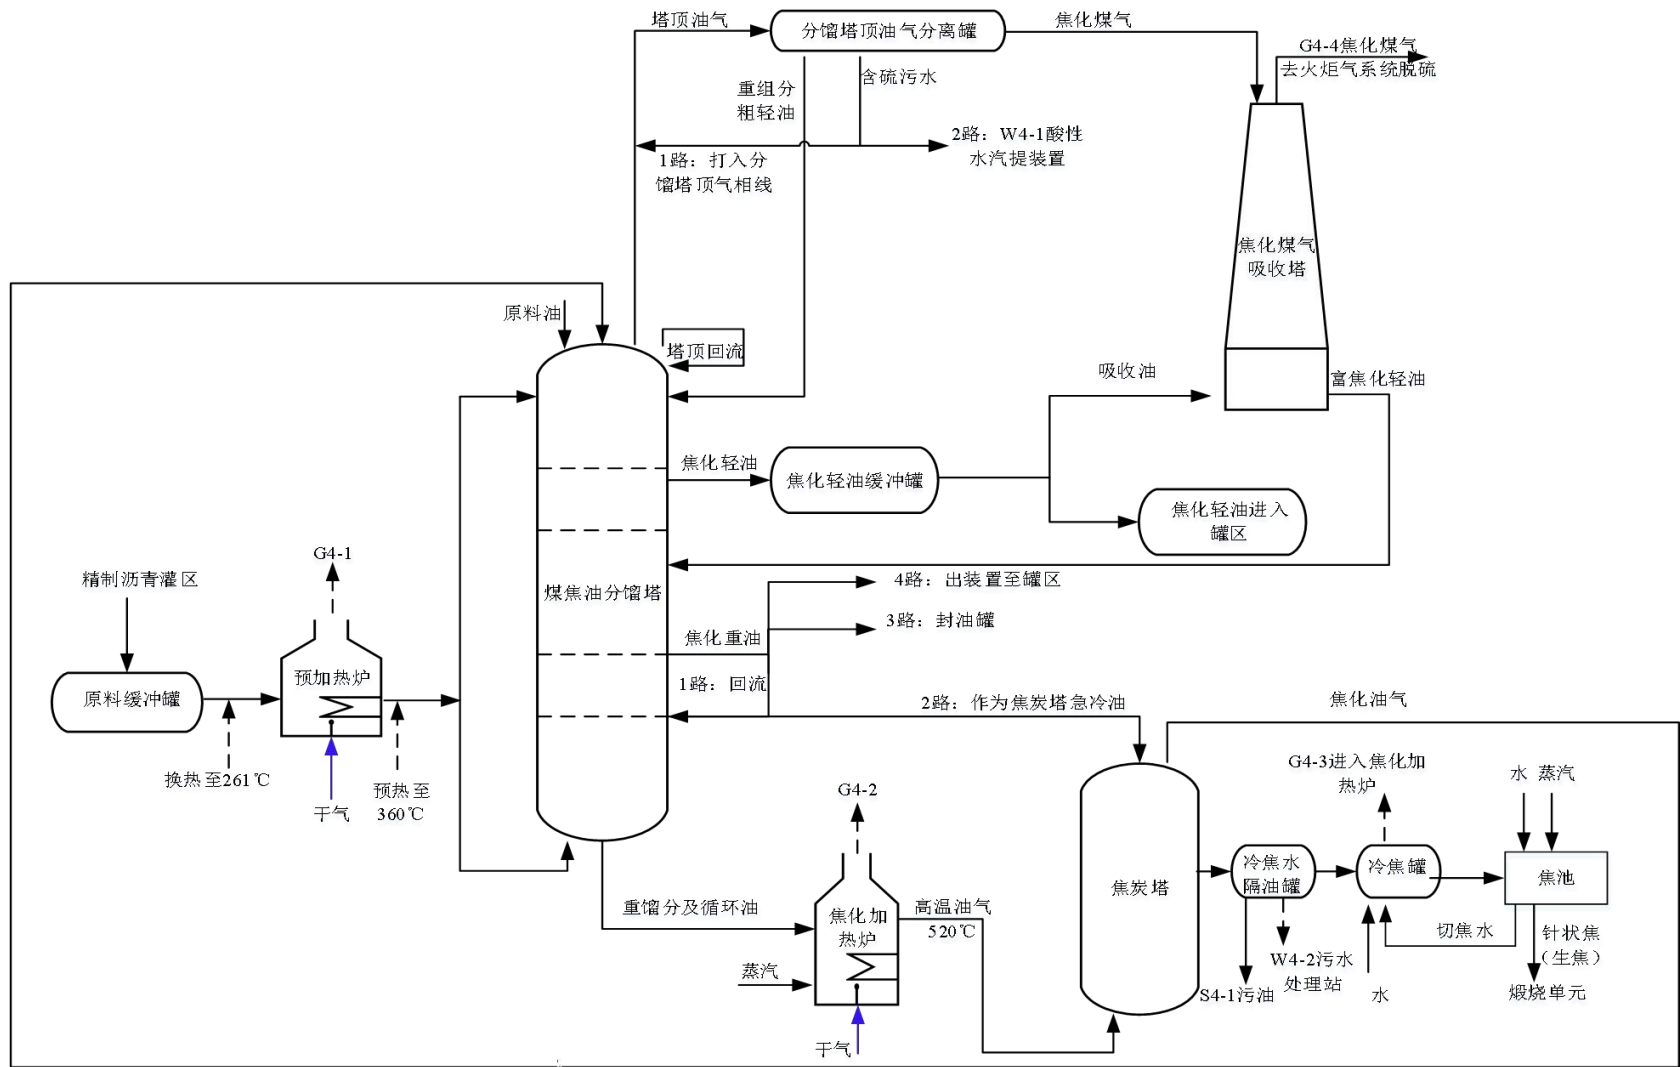 塔顶油气
分馏塔顶油气分离罐
焦化煤气
G4-4焦化煤气
去火炬气系统脱硫
重组分
粗轻油
含硫污水
1路：打入分
馏塔顶气相线
2路：W4-1酸性
水汽提装置
焦化煤气
吸收塔
原料油
塔顶回流
吸收油
富焦化轻油
焦化轻油
焦化轻油缓冲罐
焦化轻油进入
罐区
G4-1
精制沥青灌区
煤焦油分馏塔
4路：出装置至罐区
3路：封油罐
焦化重油
预加热炉
原料缓冲罐
1路：回流
2路：作为焦炭塔急冷油
焦化油气
换热至261℃
预热至
360℃
干气
G4-2
G4-3进入焦化加
热炉
水
蒸汽
焦炭塔
冷焦水
隔油罐
冷焦罐
焦池
重馏分及循环油
焦化加
热炉
高温油气
520℃
切焦水
针状焦
（生焦）
蒸汽
W4-2污水
处理站
S4-1污油
水
煅烧单元
干气